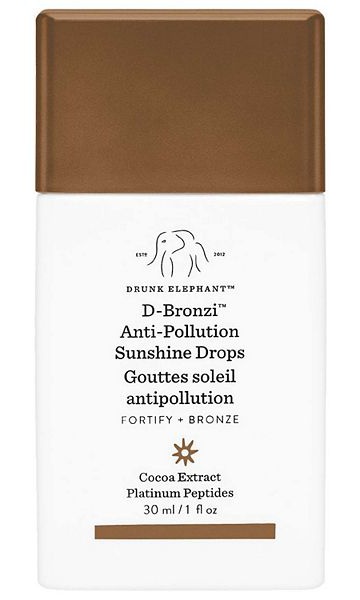 ESTD 2012
DRUNK ELEPHANT™
D-Bronzi™
Anti-Pollution
Sunshine Drops
Gouttes soleil
antipollution
FORTIFY + BRONZE
Cocoa Extract
Platinum Peptides
30 ml / 1 fl oz